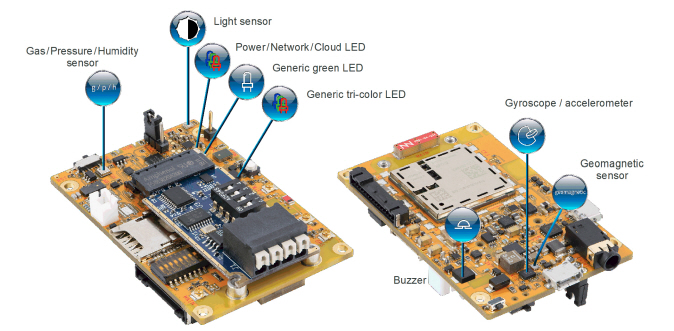 Light sensor
Power/Network/Cloud LED
Gas/Pressure/Humidity
sensor
Generic green LED
g/p/h
Generic tri-color LED
Gyroscope / accelerometer
Geomagnetic
sensor
geomagnetic
Buzzer